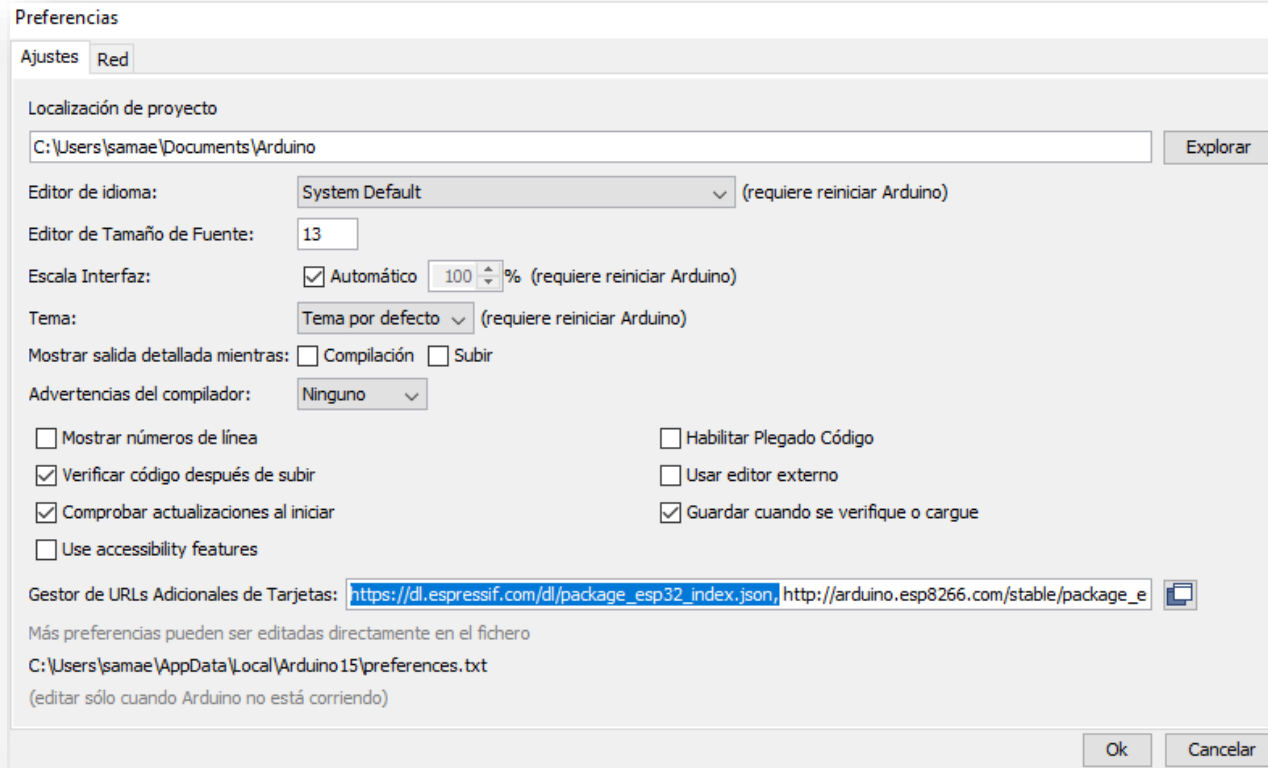 Preferencias
Ajustes Red
Localización de proyecto
C:\Users\samae\Documents\Arduino Explorar
Editor de idioma: System Default (requiere reiniciar Arduino)
Editor de Tamaño de Fuente: 13
Escala Interfaz: Automático 100 % (requiere reiniciar Arduino)
Tema: Tema por defecto (requiere reiniciar Arduino)
Mostrar salida detallada mientras: Compilación Subir
Advertencias del compilador: Ninguno
Mostrar números de línea Habilitar Plegado Código
Verificar código después de subir Usar editor externo
Comprobar actualizaciones al iniciar Guardar cuando se verifique o cargue
Use accessibility features
Gestor de URLs Adicionales de Tarjetas: https://dl.espressif.com/dl/package_esp32_index.json, http://arduino.esp8266.com/stable/package_e
Más preferencias pueden ser editadas directamente en el fichero
C:\Users\samae\AppData\Local\Arduino15\preferences.txt
(editar sólo cuando Arduino no está corriendo)
Ok Cancelar